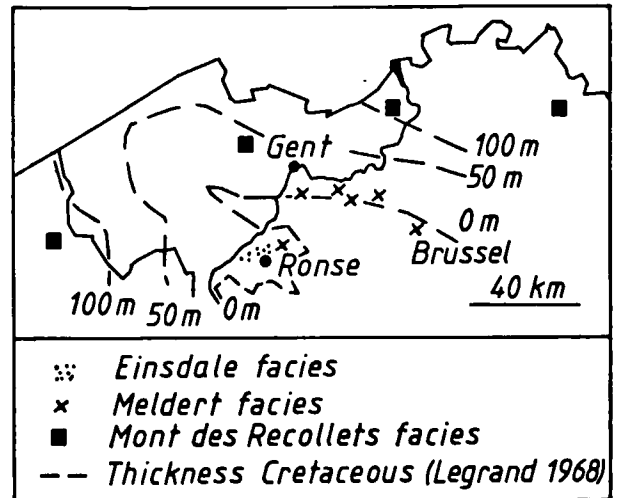 Gent
100 m
50 m
0 m
Brussel
Ronse
40 km
100 m 50 m 0 m
Einsdale facies
Meldert facies
Mont des Recollets facies
Thickness Cretaceous (Legrand 1968)